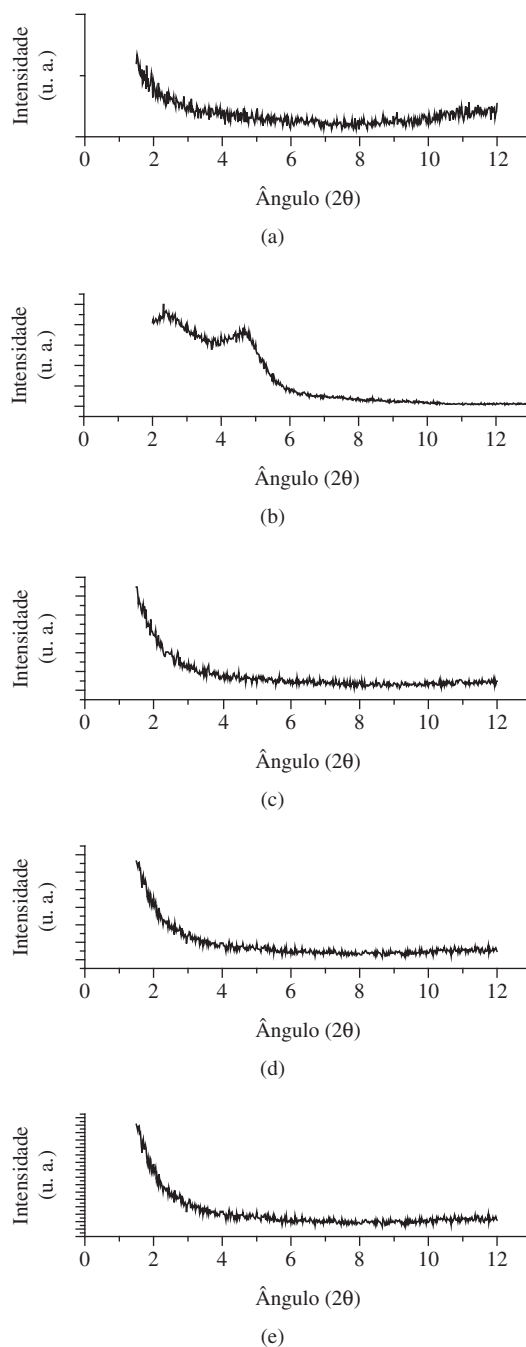 Intensidade
(u. a.)
0 2 4 6 8 10 12
Ângulo (2θ)
(a)
Intensidade
(u. a.)
0 2 4 6 8 10 12
Ângulo (2θ)
(b)
Intensidade
(u. a.)
0 2 4 6 8 10 12
Ângulo (2θ)
(c)
Intensidade
(u. a.)
0 2 4 6 8 10 12
Ângulo (2θ)
(d)
Intensidade
(u. a.)
0 2 4 6 8 10 12
Ângulo (2θ)
(e)